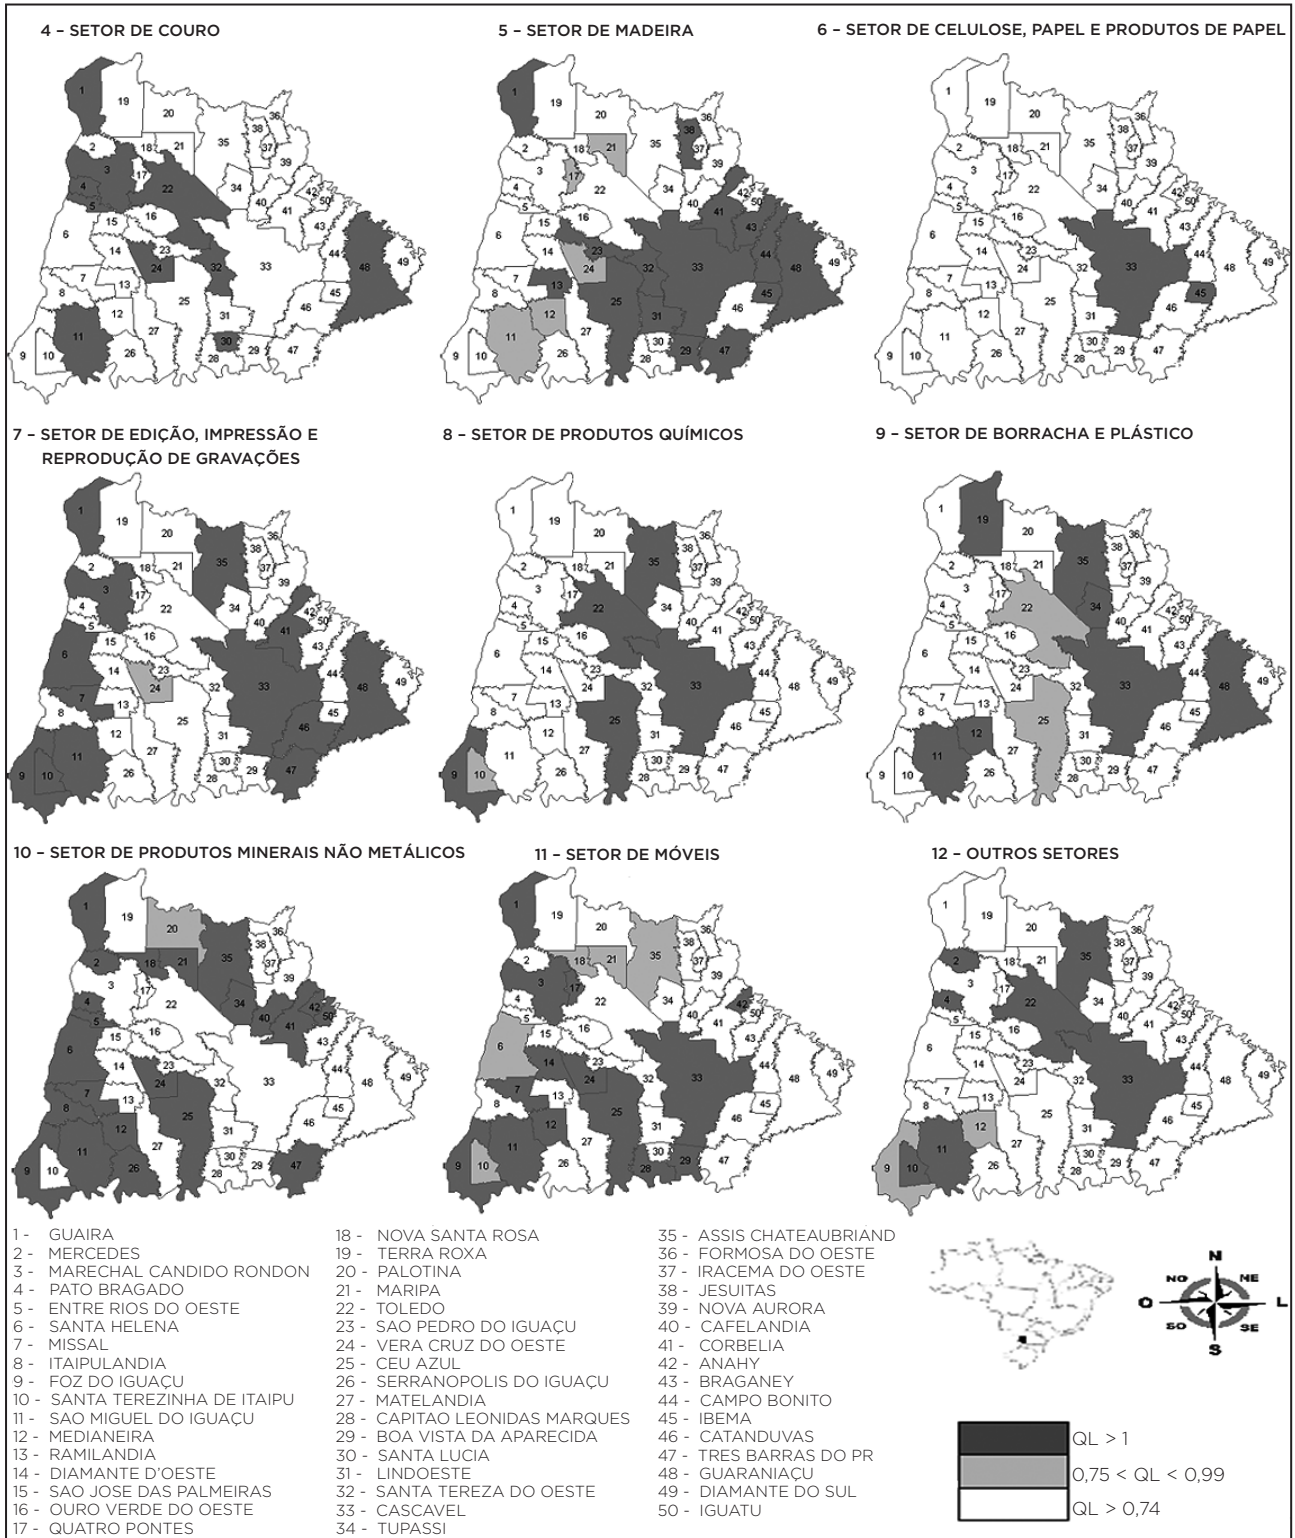 4 – SETOR DE COURO
5 – SETOR DE MADEIRA
6 – SETOR DE CELULOSE, PAPEL E PRODUTOS DE PAPEL
7 – SETOR DE EDIÇÃO, IMPRESSÃO E
REPRODUÇÃO DE GRAVAÇÕES
8 – SETOR DE PRODUTOS QUÍMICOS
9 – SETOR DE BORRACHA E PLÁSTICO
10 – SETOR DE PRODUTOS MINERAIS NÃO METÁLICOS
11 – SETOR DE MÓVEIS
12 – OUTROS SETORES
1 - GUAIRA
2 - MERCEDES
3 - MARECHAL CANDIDO RONDON
4 - PATO BRAGADO
5 - ENTRE RIOS DO OESTE
6 - SANTA HELENA
7 - MISSAL
8 - ITAIPULANDIA
9 - FOZ DO IGUAÇU
10 - SANTA TEREZINHA DE ITAIPU
11 - SAO MIGUEL DO IGUAÇU
12 - MEDIANEIRA
13 - RAMILANDIA
14 - DIAMANTE D'OESTE
15 - SAO JOSE DAS PALMEIRAS
16 - OURO VERDE DO OESTE
17 - QUATRO PONTES
18 - NOVA SANTA ROSA
19 - TERRA ROXA
20 - PALOTINA
21 - MARIPA
22 - TOLEDO
23 - SAO PEDRO DO IGUAÇU
24 - VERA CRUZ DO OESTE
25 - CEU AZUL
26 - SERRANOPOLIS DO IGUAÇU
27 - MATELANDIA
28 - CAPITAO LEONIDAS MARQUES
29 - BOA VISTA DA APARECIDA
30 - SANTA LUCIA
31 - LINDOESTE
32 - SANTA TEREZA DO OESTE
33 - CASCAVEL
34 - TUPASSI
35 - ASSIS CHATEAUBRIAND
36 - FORMOSA DO OESTE
37 - IRACEMA DO OESTE
38 - JESUITAS
39 - NOVA AURORA
40 - CAFELANDIA
41 - CORBELIA
42 - ANAHY
43 - BRAGANEY
44 - CAMPO BONITO
45 - IBEMA
46 - CATANDUVAS
47 - TRES BARRAS DO PR
48 - GUARANIAÇU
49 - DIAMANTE DO SUL
50 - IGUATU
N
NO NE
O L
SO SE
S
QL > 1
0,75 < QL < 0,99
QL > 0,74